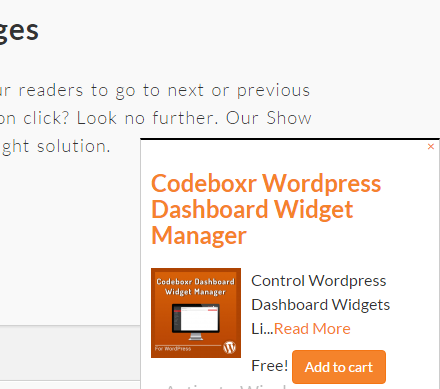 ges
ur readers to go to next or previous
on click? Look no further. Our Show
ght solution.
×
Codeboxr Wordpress
Dashboard Widget
Manager
Codeboxr Dashboard
Widget Manager
For WordPress
Control Wordpress
Dashboard Widgets
Li...Read More
Free! Add to cart